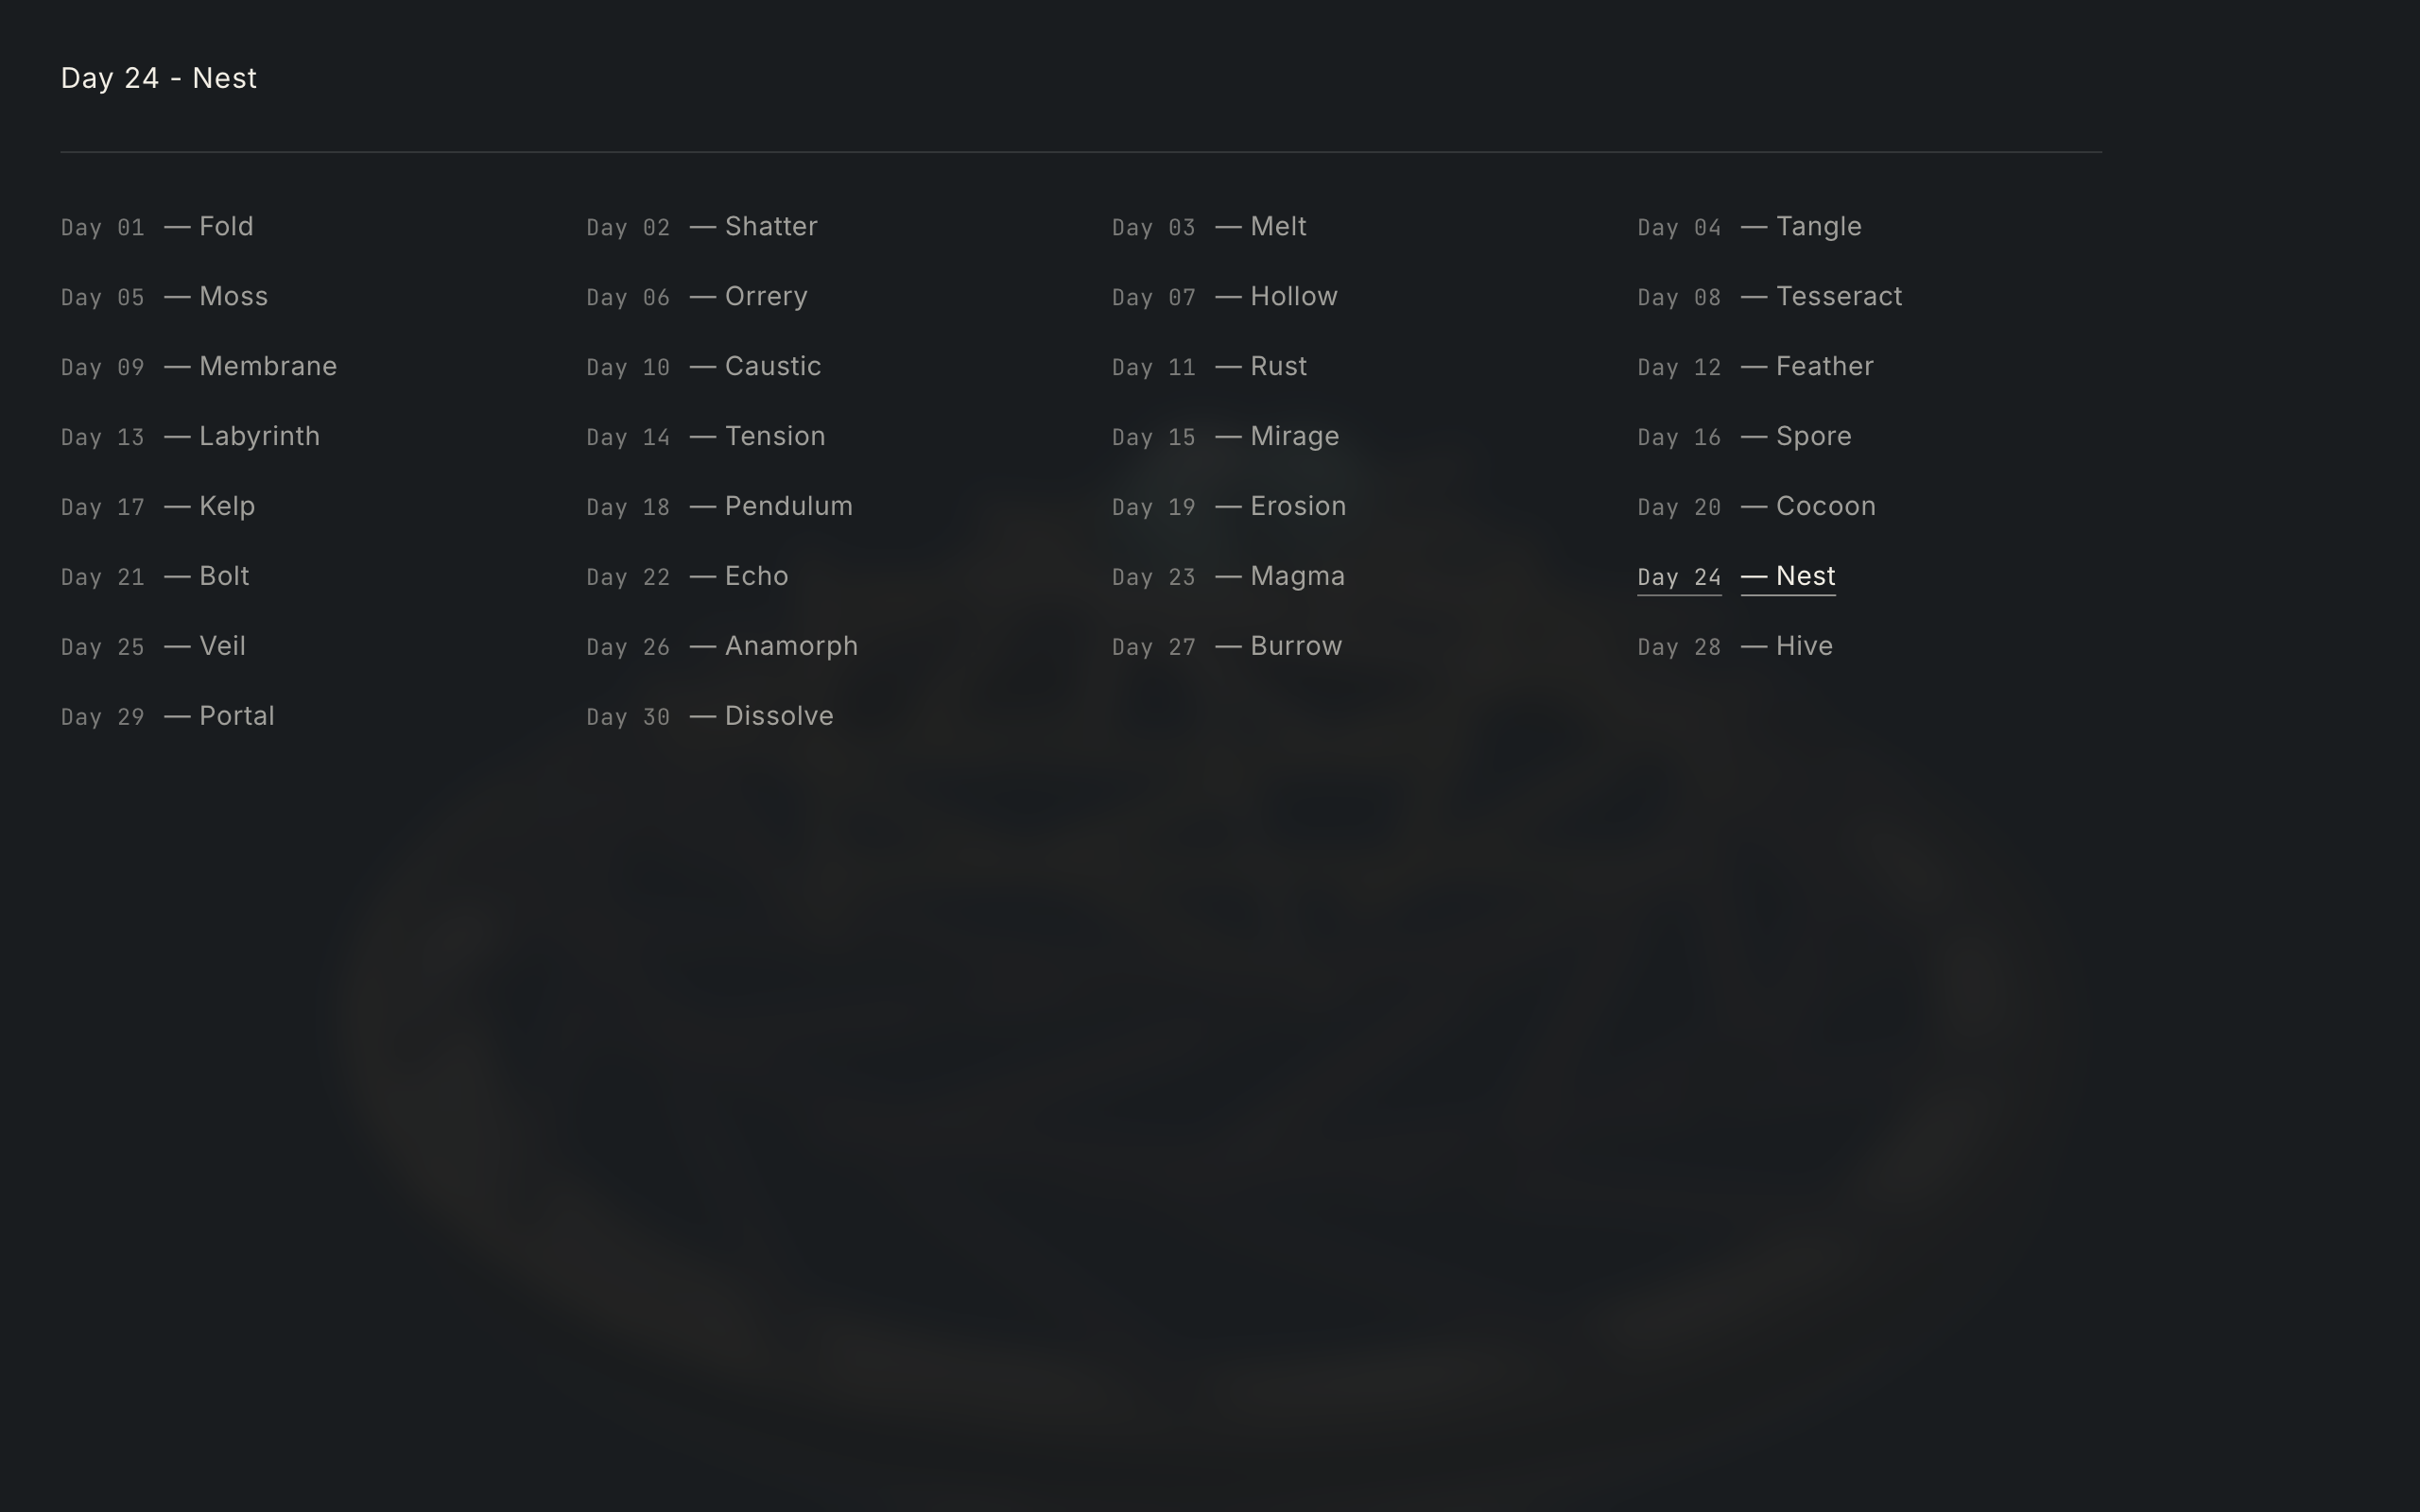 Day 24 - Nest
Day 01 — Fold
Day 02 — Shatter
Day 03 — Melt
Day 04 — Tangle
Day 05 — Moss
Day 06 — Orrery
Day 07 — Hollow
Day 08 — Tesseract
Day 09 — Membrane
Day 10 — Caustic
Day 11 — Rust
Day 12 — Feather
Day 13 — Labyrinth
Day 14 — Tension
Day 15 — Mirage
Day 16 — Spore
Day 17 — Kelp
Day 18 — Pendulum
Day 19 — Erosion
Day 20 — Cocoon
Day 21 — Bolt
Day 22 — Echo
Day 23 — Magma
Day 24 — Nest
Day 25 — Veil
Day 26 — Anamorph
Day 27 — Burrow
Day 28 — Hive
Day 29 — Portal
Day 30 — Dissolve